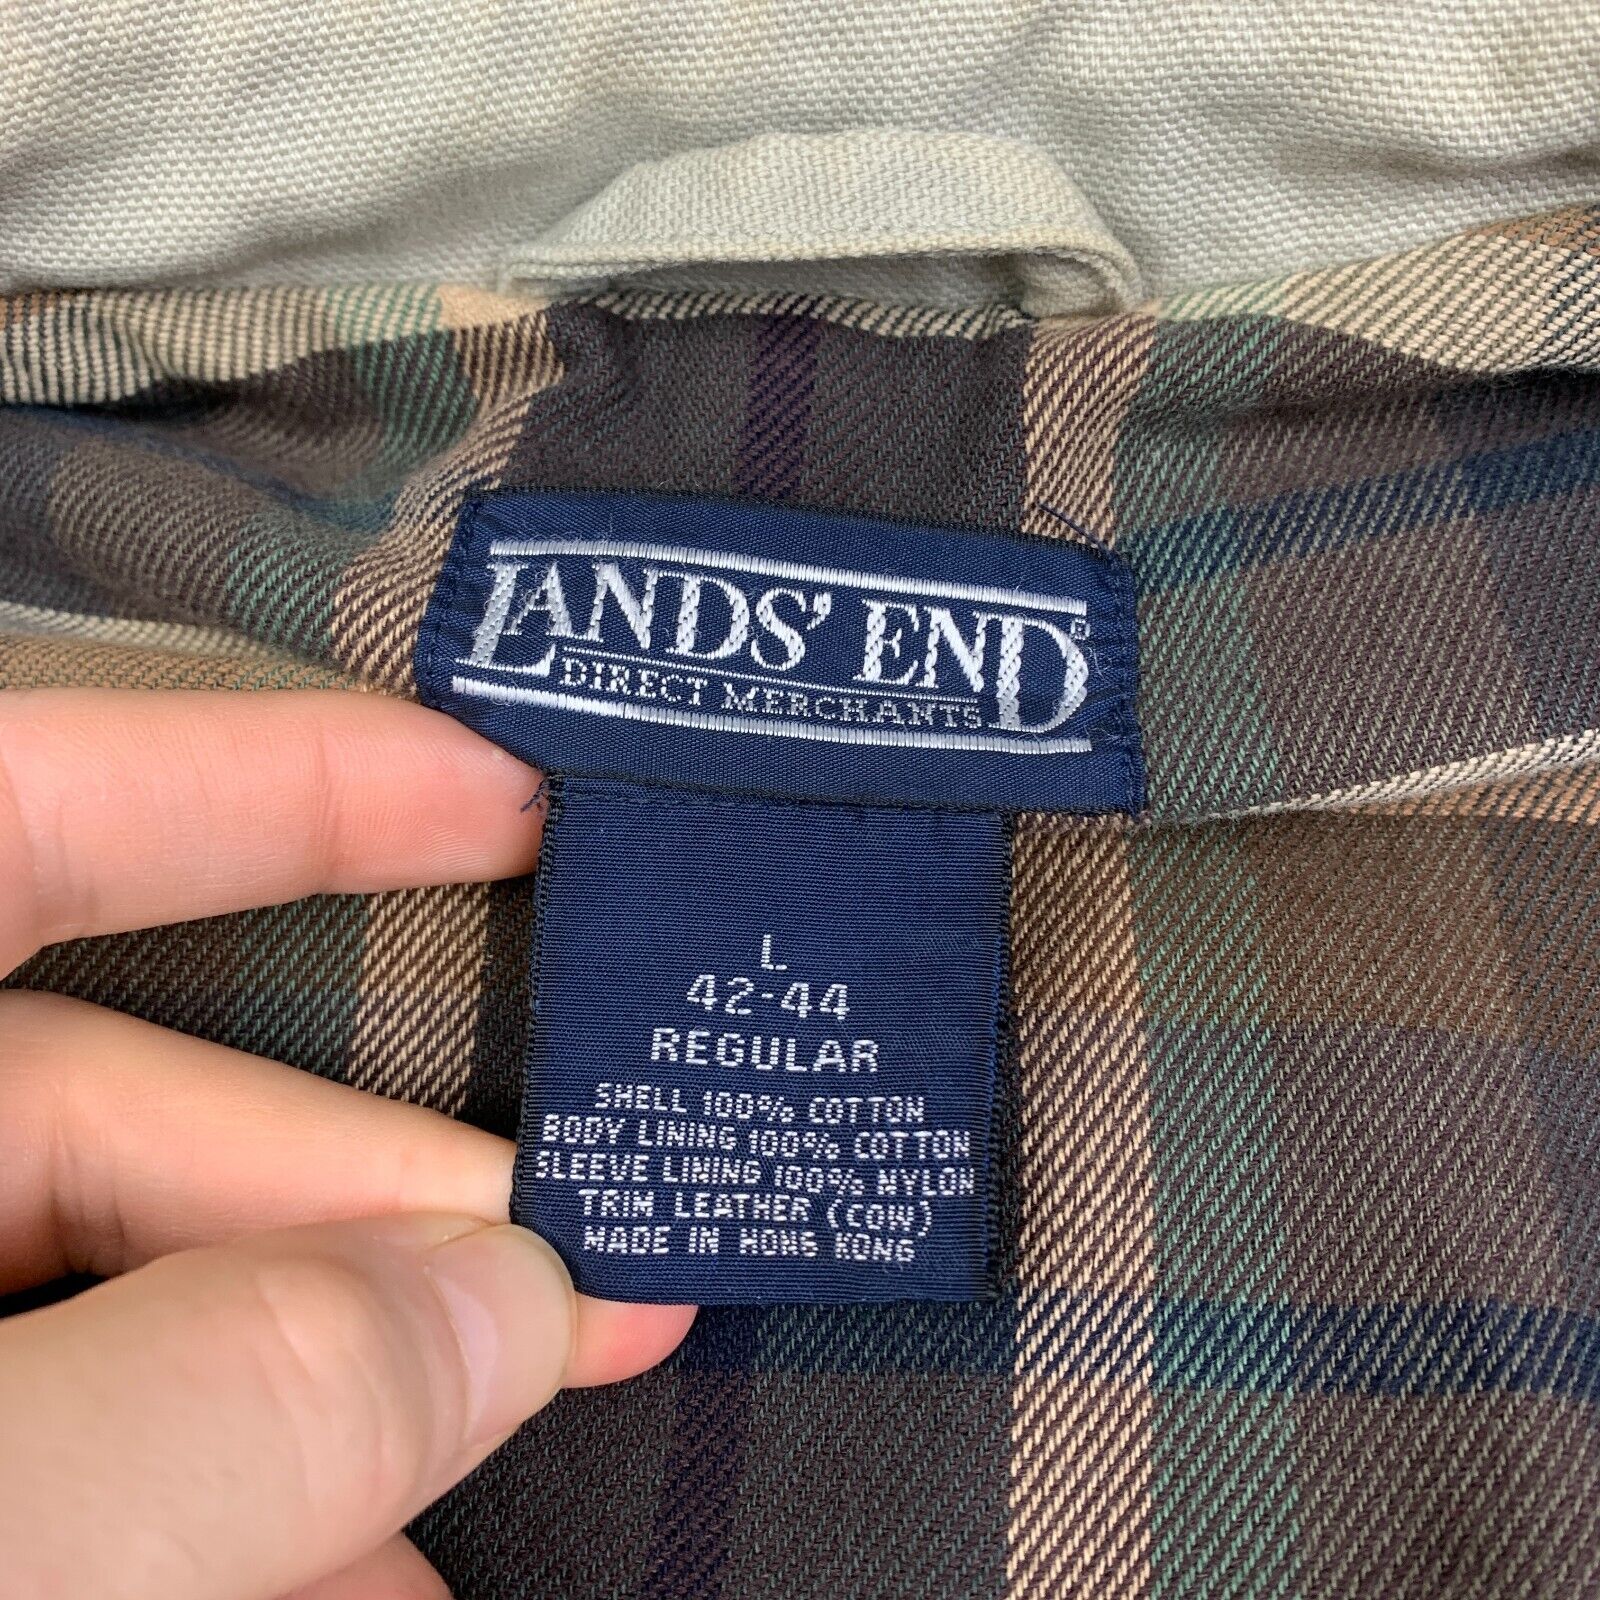 LANDS' END®
DIRECT MERCHANTS
L
42-44
REGULAR
SHELL 100% COTTON
BODY LINING 100% COTTON
SLEEVE LINING 100% NYLON
TRIM LEATHER (COW)
MADE IN HONG KONG